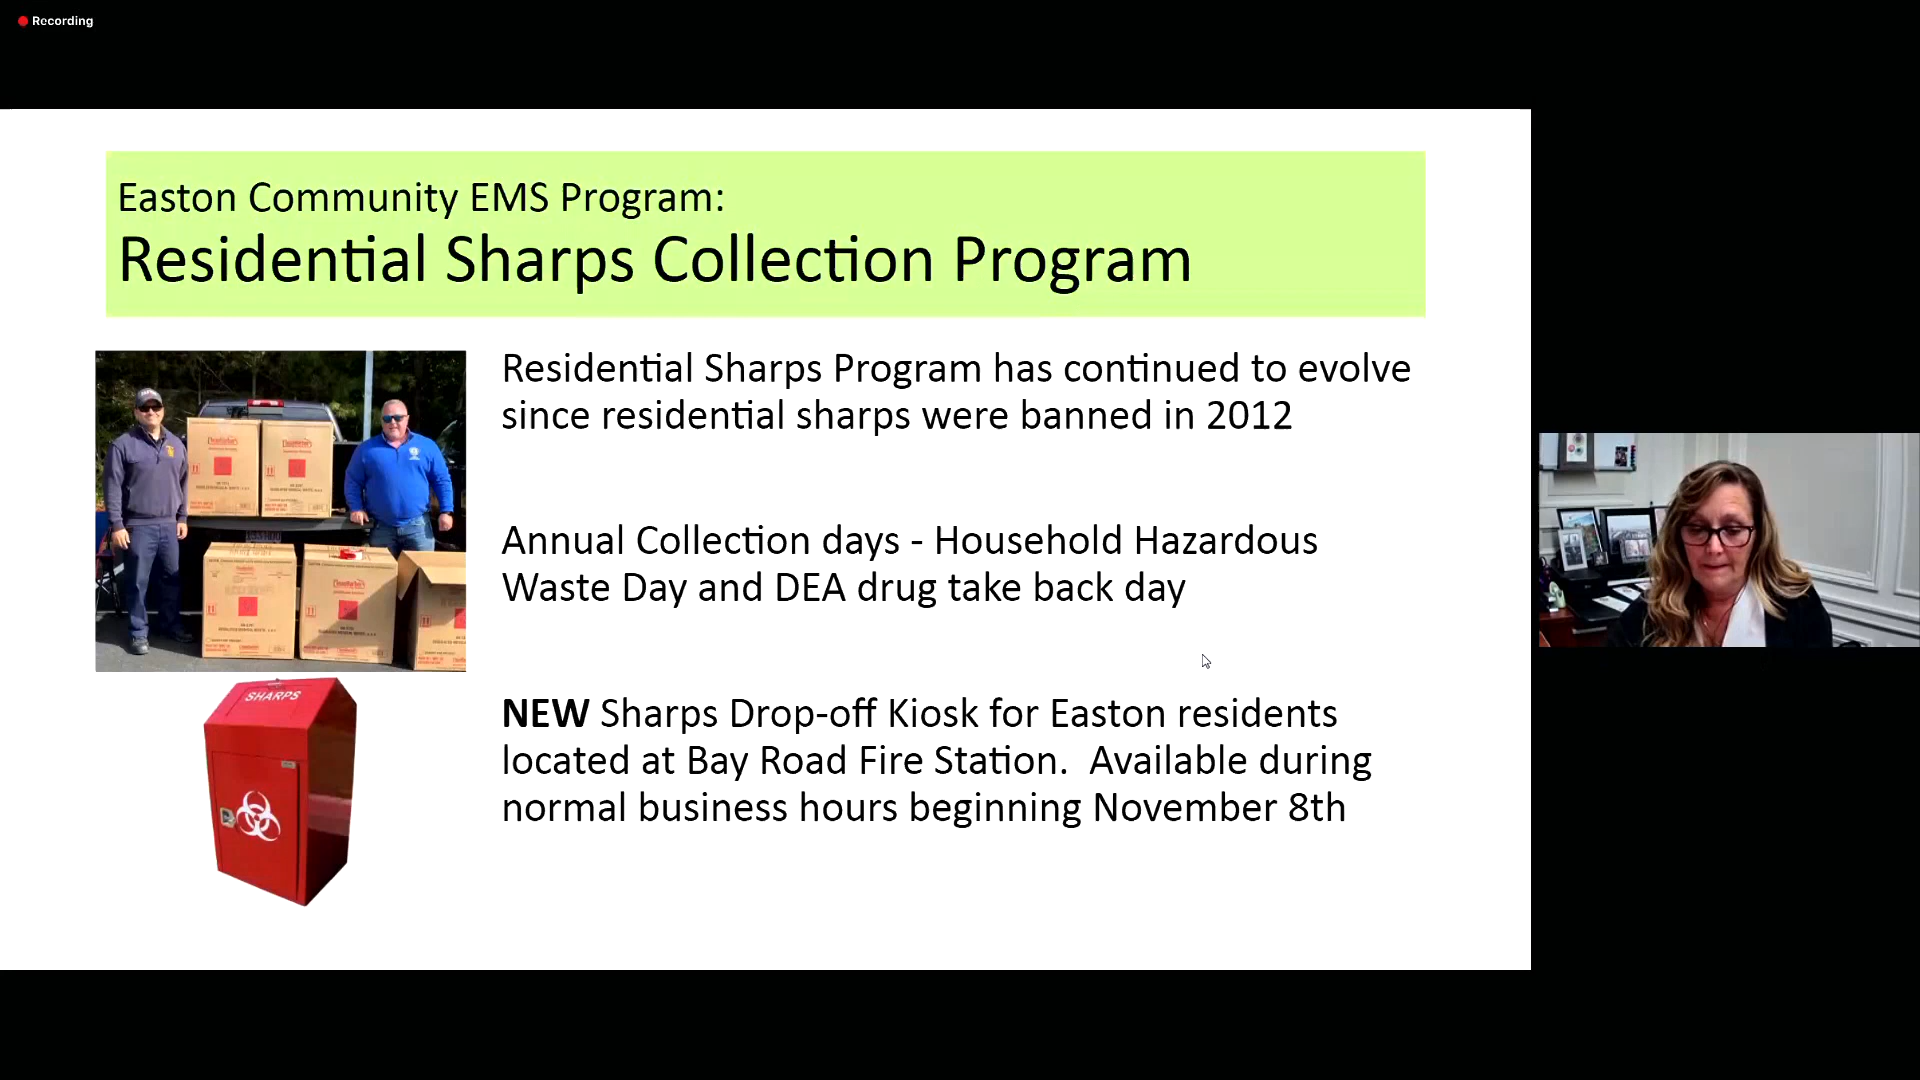 Recording
Easton Community EMS Program:
Residential Sharps Collection Program
Residential Sharps Program has continued to evolve
since residential sharps were banned in 2012
Annual Collection days - Household Hazardous
Waste Day and DEA drug take back day
NEW Sharps Drop-off Kiosk for Easton residents
located at Bay Road Fire Station. Available during
normal business hours beginning November 8th
SHARPS